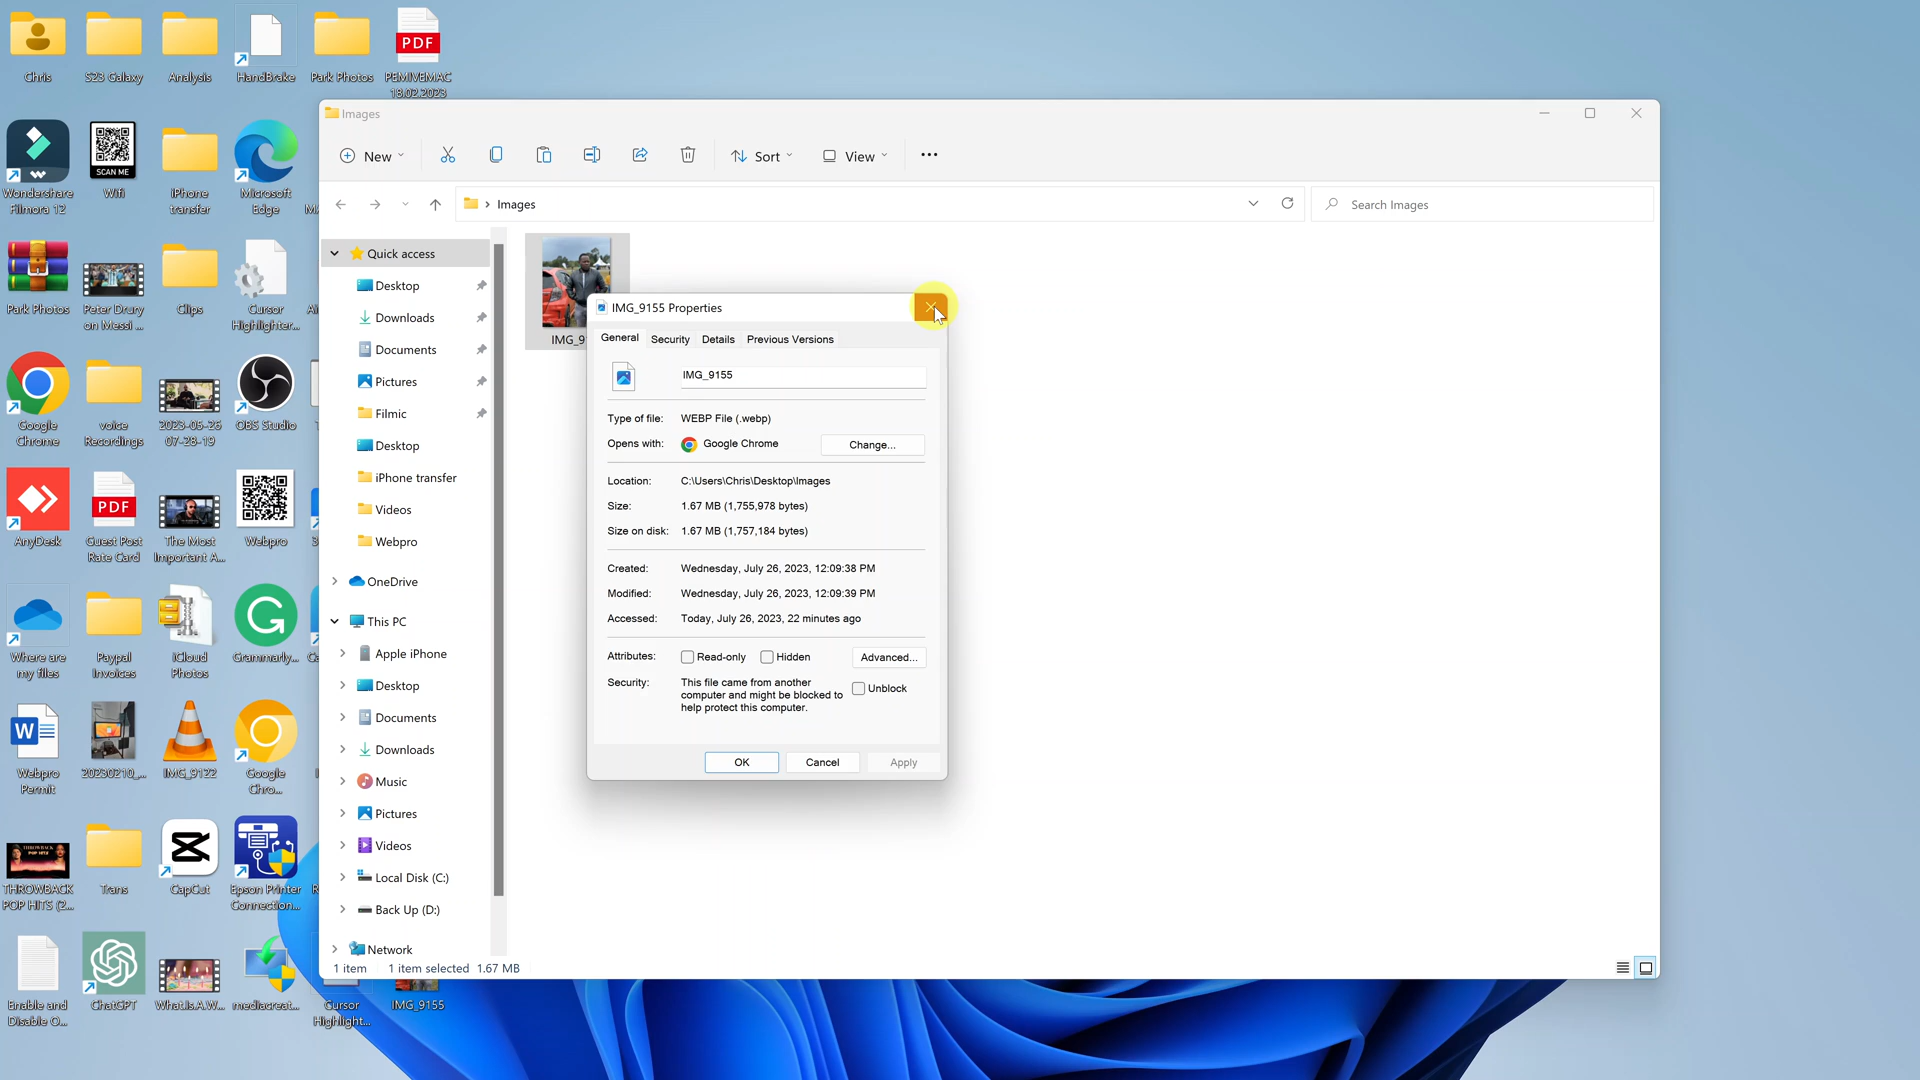 Chris
S23 Galaxy
Analysis
HandBrake
Park Photos
PDF
PEMIVEMAC
18.02.2023
Wondershare
Filmora 12
SCAN ME
Wifi
iPhone
transfer
Microsoft
Edge
Park Photos
Peter Drury
on Messi ...
Clips
Cursor
Highlighter...
Google
Chrome
voice
Recordings
2023-05-26
07-28-19
OBS Studio
AnyDesk
PDF
Guest Post
Rate Card
The Most
Important A...
Webpro
Where are
my files
Paypal
Invoices
iCloud
Photos
Grammarly...
Webpro
Permit
20230210_...
IMG_9122
Google
Chro...
THROWBACK
POP HITS (2...
Trans
CapCut
Epson Printer
Connection...
Enable and
Disable O...
ChatGPT
What.Is.A.W...
mediacreat...
Cursor
Highlight...
IMG_9155
Images
New
Sort
View
Images
Search Images
Quick access
Desktop
Downloads
Documents
Pictures
Filmic
Desktop
iPhone transfer
Videos
Webpro
OneDrive
This PC
Apple iPhone
Desktop
Documents
Downloads
Music
Pictures
Videos
Local Disk (C:)
Back Up (D:)
Network
1 item 1 item selected 1.67 MB
IMG_9
IMG_9155 Properties
General Security Details Previous Versions
IMG_9155
Type of file: WEBP File (.webp)
Opens with: Google Chrome Change...
Location: C:\Users\Chris\Desktop\Images
Size: 1.67 MB (1,755,978 bytes)
Size on disk: 1.67 MB (1,757,184 bytes)
Created: Wednesday, July 26, 2023, 12:09:38 PM
Modified: Wednesday, July 26, 2023, 12:09:39 PM
Accessed: Today, July 26, 2023, 22 minutes ago
Attributes: Read-only Hidden Advanced...
Security: This file came from another
computer and might be blocked to
help protect this computer.
Unblock
OK Cancel Apply